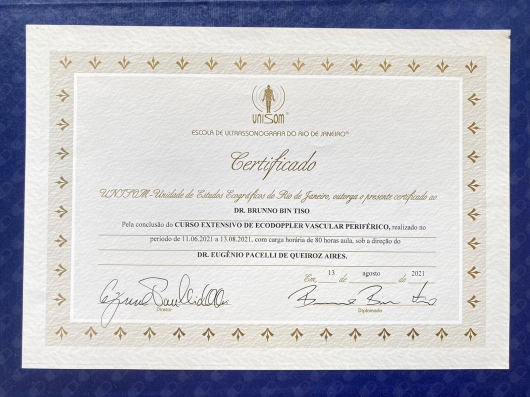 UNISOM®
ESCOLA DE ULTRASSONOGRAFIA DO RIO DE JANEIRO®
Certificado
UNISOM-Unidade de Estudos Ecográficos do Rio de Janeiro, outorga o presente certificado ao
DR. BRUNNO BIN TISO
Pela conclusão do CURSO EXTENSIVO DE ECODOPPLER VASCULAR PERIFÉRICO, realizado no
período de 11.06.2021 a 13.08.2021, com carga horária de 80 horas aula, sob a direção do
DR. EUGÊNIO PACELLI DE QUEIROZ AIRES.
Em, 13 de agosto de 2021
Brunno Bin Tiso
Diretor Diplomado